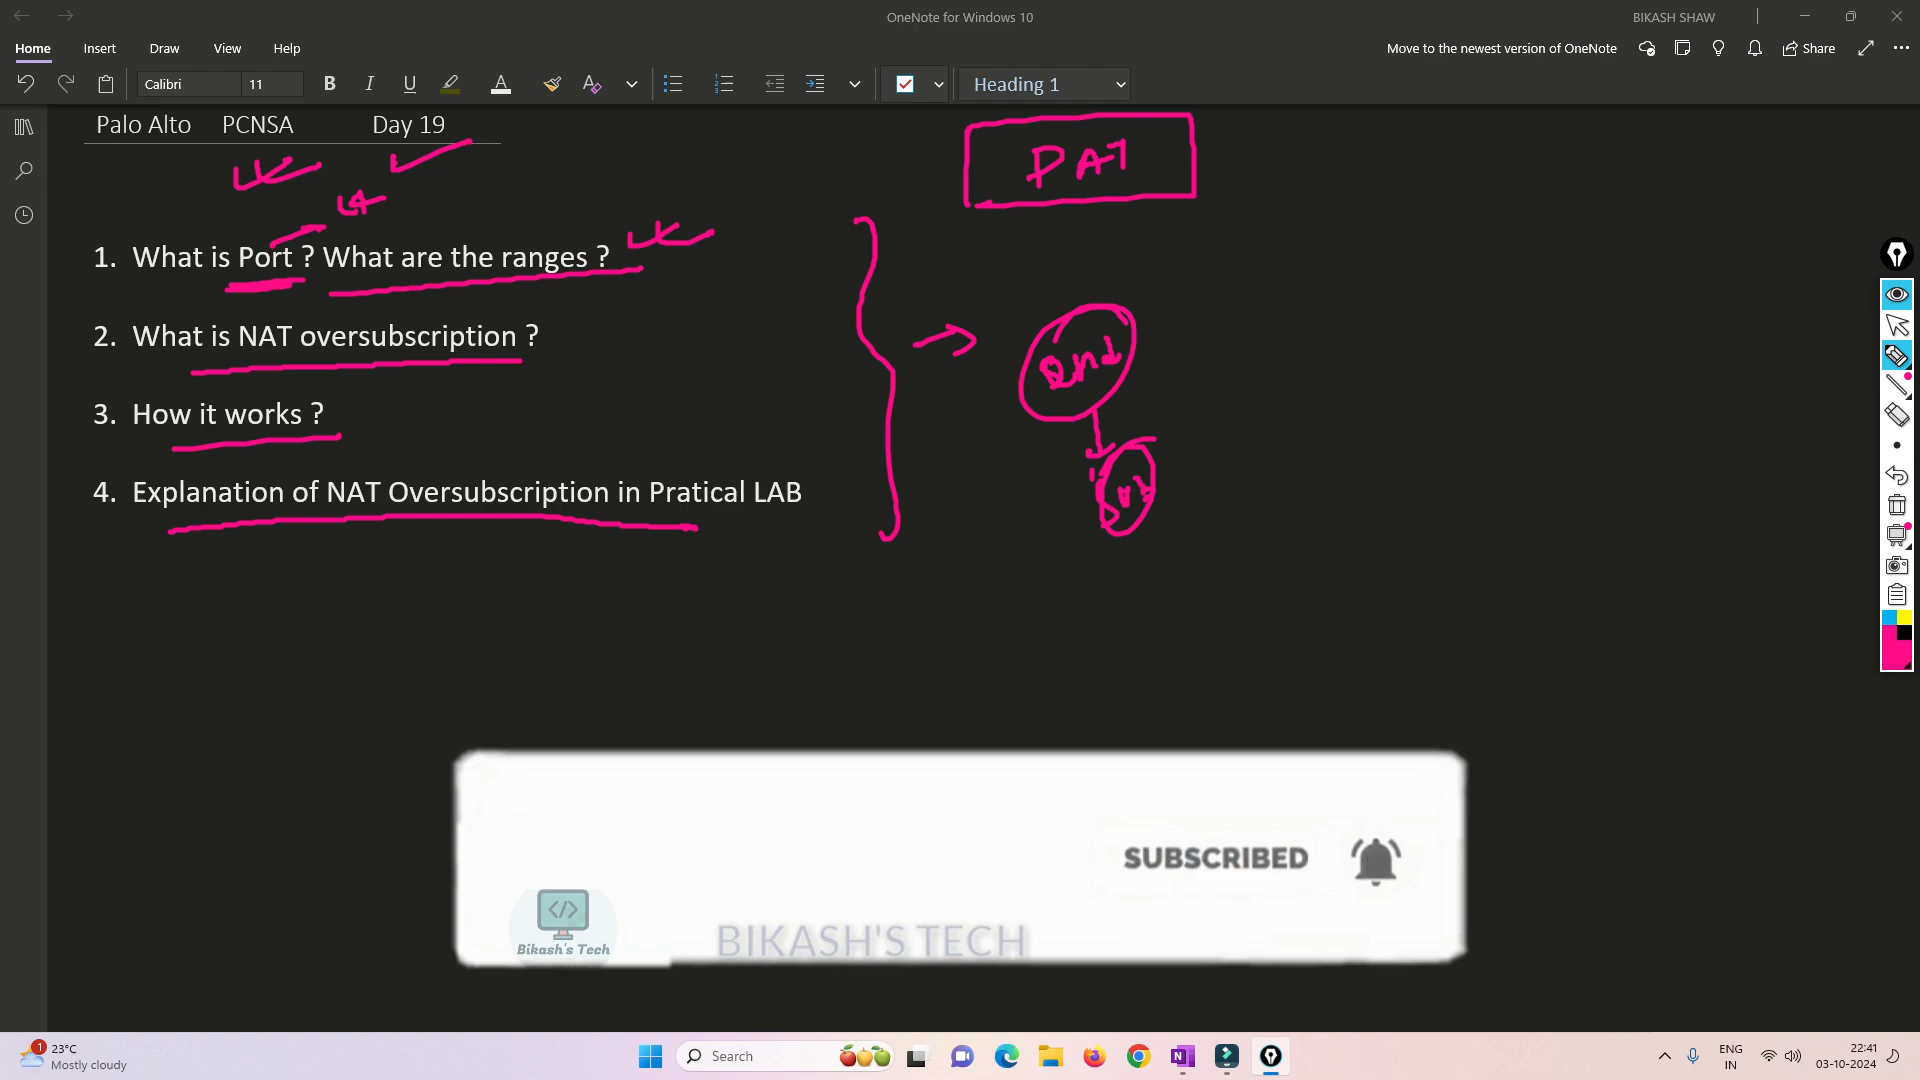 OneNote for Windows 10
BIKASH SHAW
Home Insert Draw View Help
Move to the newest version of OneNote
Share
Calibri 11
B I U A
Heading 1
Palo Alto PCNSA Day 19
PAT
1. What is Port ? What are the ranges ?
2. What is NAT oversubscription ?
3. How it works ?
4. Explanation of NAT Oversubscription in Pratical LAB
SUBSCRIBED
Bikash's Tech
BIKASH'S TECH
1
23°C
Mostly cloudy
Search
ENG
IN
22:41
03-10-2024